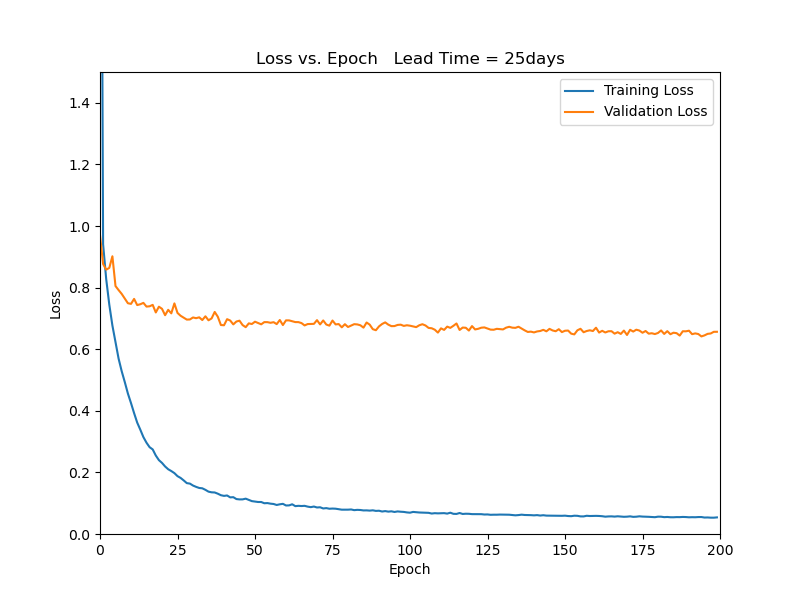 Loss vs. Epoch   Lead Time = 25days
Training Loss
Validation Loss
1.4
1.2
1.0
0.8
0.6
0.4
0.2
0.0
Loss
0 25 50 75 100 125 150 175 200
Epoch